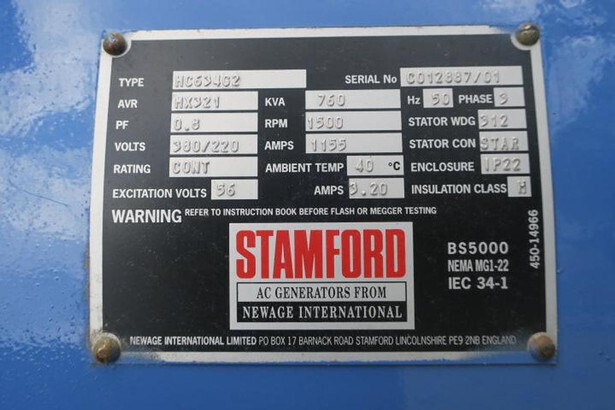 TYPE HC634G2 SERIAL No C012887/01
AVR MX321 KVA 760 Hz 50 PHASE 3
PF 0.8 RPM 1500 STATOR WDG 312
VOLTS 380/220 AMPS 1155 STATOR CON STAR
RATING CONT AMBIENT TEMP 40 °C ENCLOSURE IP22
EXCITATION VOLTS 56 AMPS 3.20 INSULATION CLASS H
WARNING REFER TO INSTRUCTION BOOK BEFORE FLASH OR MEGGER TESTING
STAMFORD
AC GENERATORS FROM
NEWAGE INTERNATIONAL
BS5000
NEMA MG1-22
IEC 34-1
450-14966
NEWAGE INTERNATIONAL LIMITED PO BOX 17 BARNACK ROAD STAMFORD LINCOLNSHIRE PE9 2NB ENGLAND